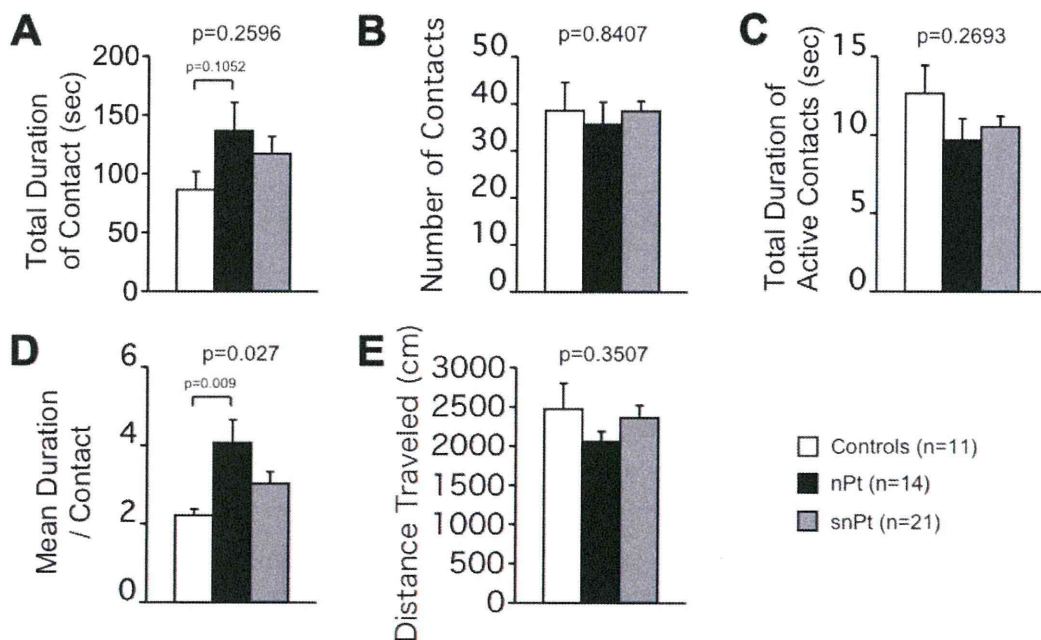 A
p=0.2596
p=0.1052
Total Duration
of Contact (sec)
200
150
100
50
0
B
p=0.8407
Number of Contacts
50
40
30
20
10
0
C
p=0.2693
Total Duration of
Active Contacts (sec)
15
10
5
0
D
p=0.027
p=0.009
Mean Duration
/ Contact
6
4
2
0
E
p=0.3507
Distance Traveled (cm)
3000
2500
2000
1500
1000
500
0
Controls (n=11)
nPt (n=14)
snPt (n=21)